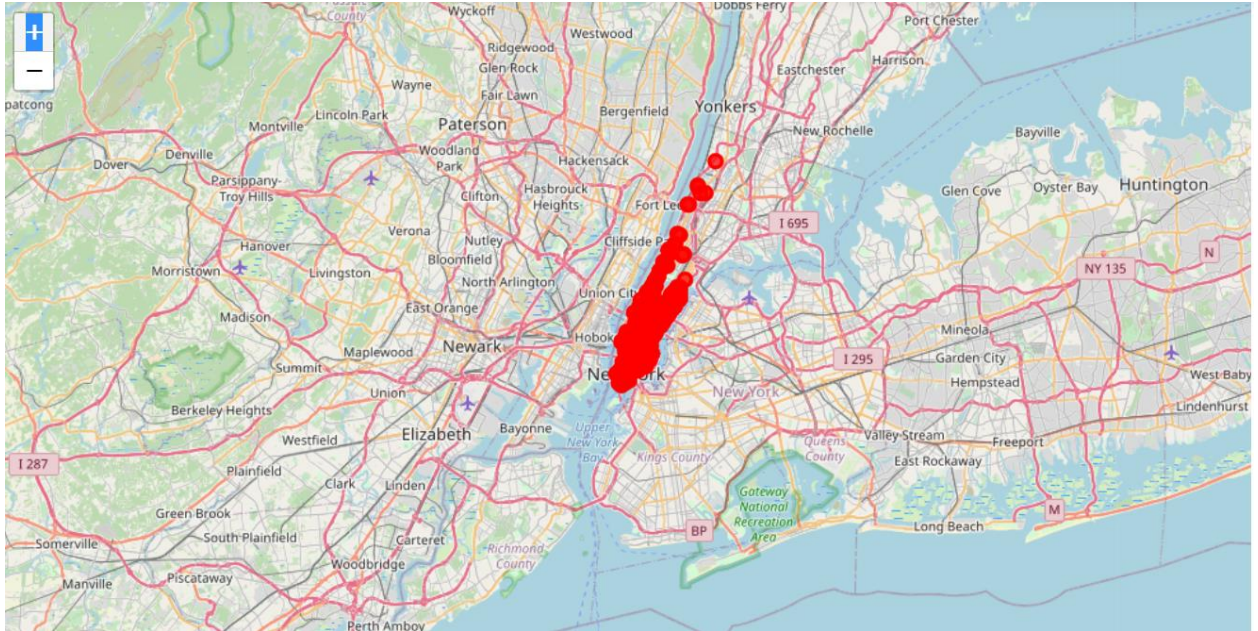 Passaic
County
Wyckoff
Dobbs Ferry
Port Chester
+
Ridgewood
Westwood
Glen Rock
Eastchester
Harrison
−
Wayne
Fair Lawn
patcong
Lincoln Park
Bergenfield
Yonkers
Montville
Paterson
New Rochelle
Bayville
Denville
Woodland
Park
Hackensack
Dover
Parsippany-
Troy Hills
Clifton
Hasbrouck
Heights
Fort Lee
Glen Cove
Oyster Bay
Huntington
I 695
Verona
Nutley
Cliffside Pa
Hanover
Bloomfield
N
Morristown
Livingston
North Arlington
NY 135
Union City
East Orange
Madison
Hobok
Mineola
Newark
Maplewood
I 295
Garden City
Summit
New York
West Baby
Union
New York
Hempstead
Berkeley Heights
Lindenhurst
Elizabeth
Bayonne
Upper
New York
Bay
Queens
County
Valley Stream
Freeport
Westfield
Kings County
I 287
Plainfield
East Rockaway
Clark
Linden
Gateway
National
Recreation
Area
Green Brook
M
South Plainfield
Carteret
BP
Long Beach
Somerville
Richmond
County
Woodbridge
Manville
Piscataway
Perth Amboy